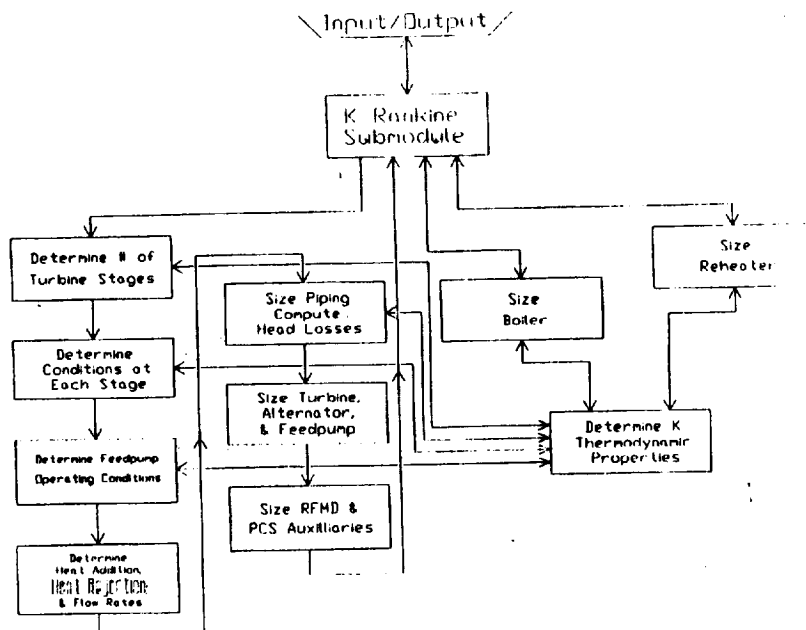 Input/Output
K Rankine
Submodule
Determine # of
Turbine Stages
Size Piping
Compute
Head Losses
Size
Boiler
Size
Reheater
Determine
Conditions at
Each Stage
Size Turbine,
Alternator,
& Feedpump
Determine K
Thermodynamic
Properties
Determine Feedpump
Operating Conditions
Size RFMD &
PCS Auxilliaries
Determine
Heat Addition,
Heat Rejection,
& Flow Rates